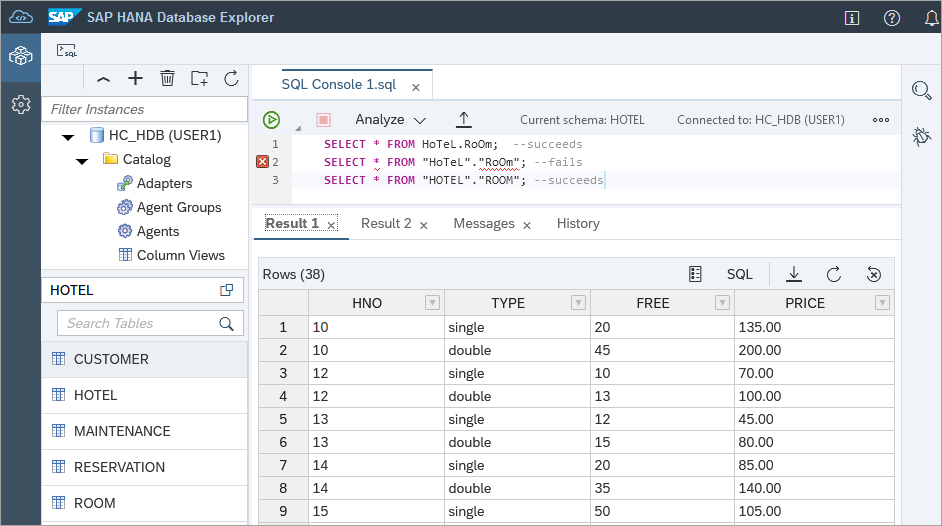 SAP SAP HANA Database Explorer
SQL
Filter Instances
HC_HDB (USER1)
Catalog
Adapters
Agent Groups
Agents
Column Views
HOTEL
Search Tables
CUSTOMER
HOTEL
MAINTENANCE
RESERVATION
ROOM
SQL Console 1.sql
Analyze Current schema: HOTEL Connected to: HC_HDB (USER1)
1 SELECT * FROM HoTeL.RoOm; --succeeds
2 SELECT * FROM "HoTeL"."RoOm"; --fails
3 SELECT * FROM "HOTEL"."ROOM"; --succeeds
Result 1 Result 2 Messages History
Rows (38) SQL
HNO TYPE FREE PRICE
1 10 single 20 135.00
2 10 double 45 200.00
3 12 single 10 70.00
4 12 double 13 100.00
5 13 single 12 45.00
6 13 double 15 80.00
7 14 single 20 85.00
8 14 double 35 140.00
9 15 single 50 105.00